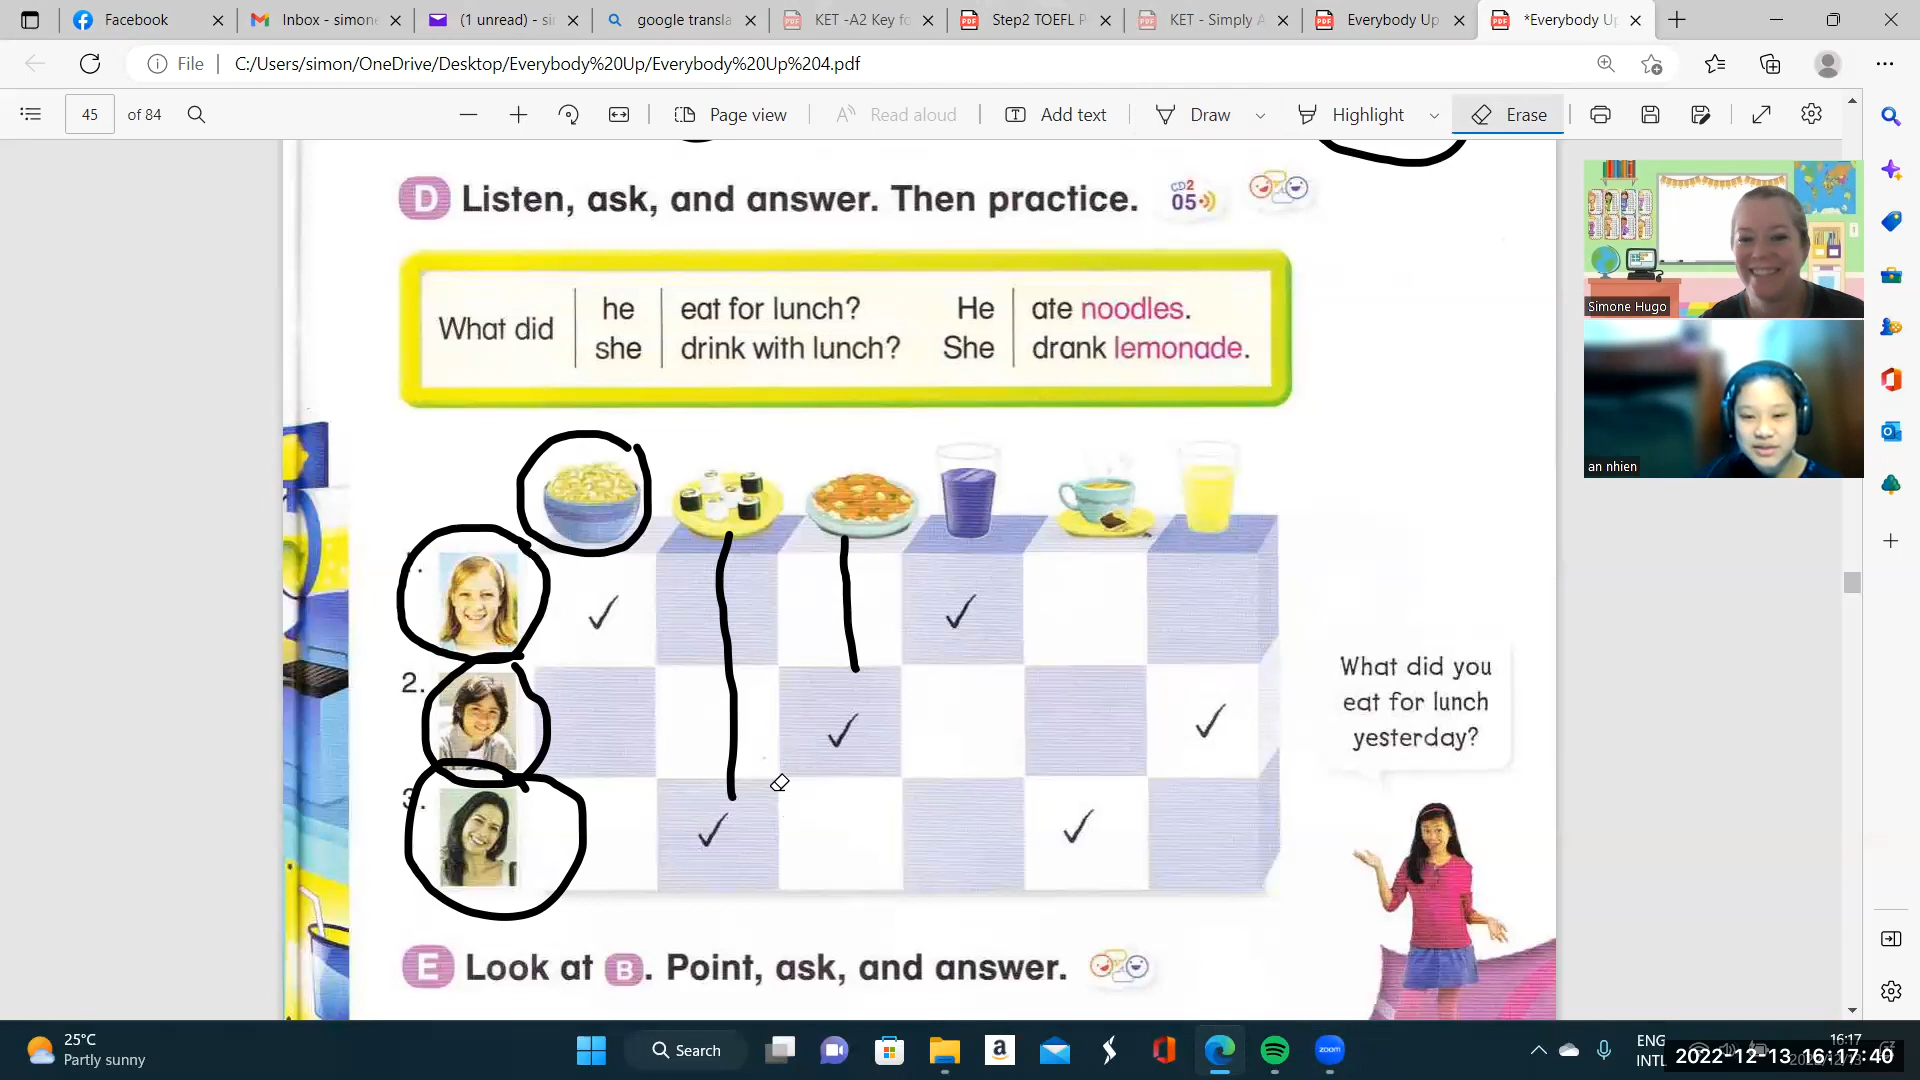 Facebook
Inbox - simone
(1 unread) - si
google transla
KET -A2 Key fo
Step2 TOEFL P
KET - Simply A
Everybody Up
*Everybody Up
File
C:/Users/simon/OneDrive/Desktop/Everybody%20Up/Everybody%20Up%204.pdf
45 of 84
Page view
Read aloud
Add text
Draw
Highlight
Erase
D Listen, ask, and answer. Then practice.
CD2
05
What did he eat for lunch? He ate noodles.
she drink with lunch? She drank lemonade.
2.
3.
What did you
eat for lunch
yesterday?
E Look at B. Point, ask, and answer.
Simone Hugo
an nhien
25°C
Partly sunny
Search
zoom
ENG
INTL
16:17
2022-12-13 16:17:40